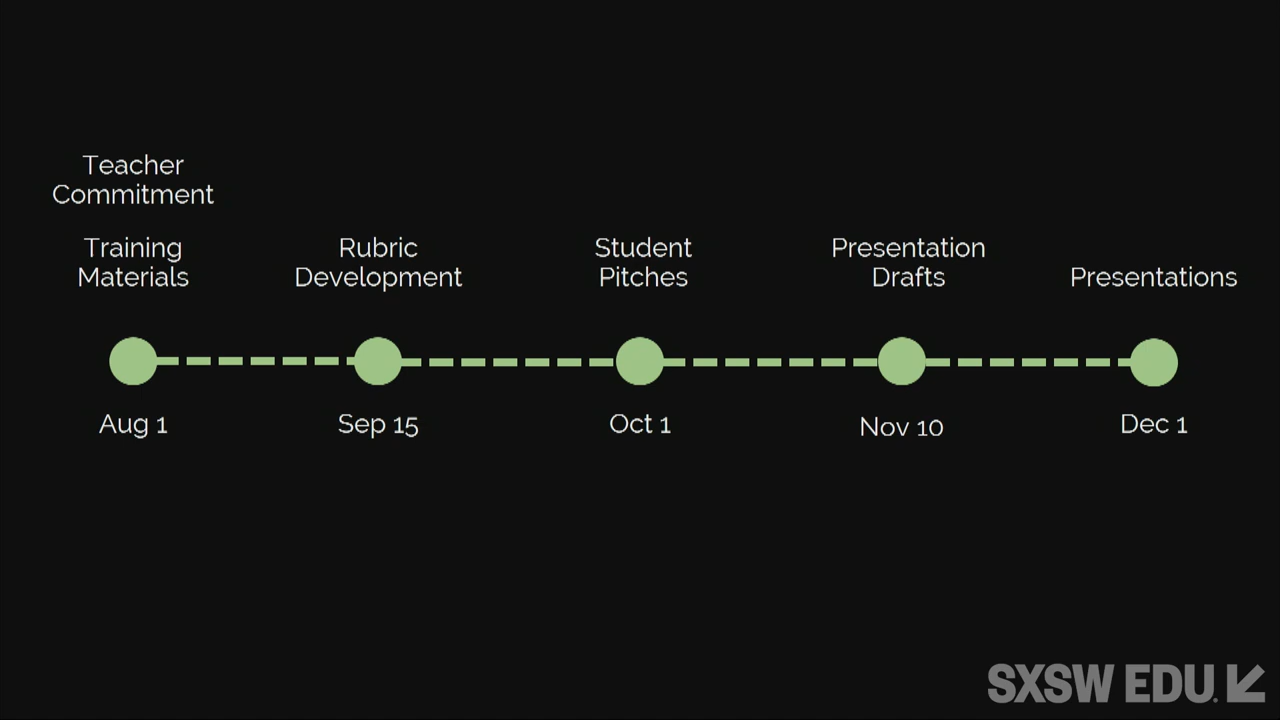 Teacher
Commitment
Training
Materials
Rubric
Development
Student
Pitches
Presentation
Drafts
Presentations
Aug 1
Sep 15
Oct 1
Nov 10
Dec 1
SXSW EDU.